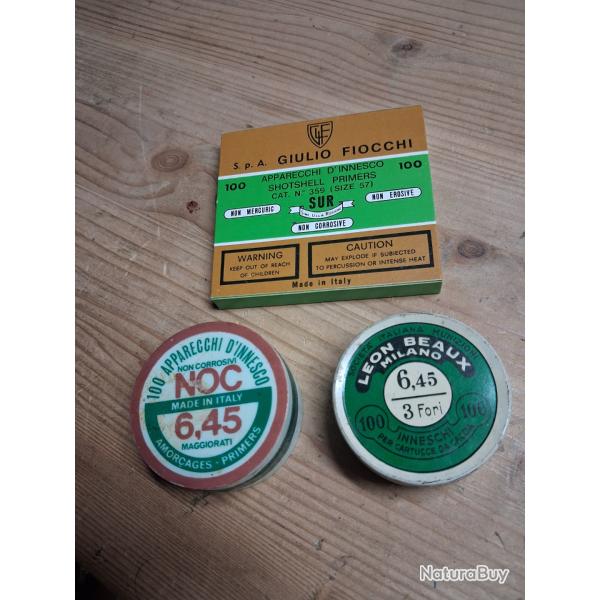 S.p.A. GIULIO FIOCCHI
100 APPARECCHI D'INNESCO 100
SHOTSHELL PRIMERS
CAT. N.° 359 (SIZE 57)
SUR
NON MERCURIC
NON EROSIVE
NON CORROSIVE
WARNING
KEEP OUT OF REACH
OF CHILDREN
CAUTION
MAY EXPLODE IF SUBJECTED
TO PERCUSSION OR INTENSE HEAT
Made in Italy
100 APPARECCHI D'INNESCO
NON CORROSIVI
NOC
MADE IN ITALY
6,45
MAGGIORATI
AMORCAGES - PRIMERS
SOCIETÀ ITALIANA MUNIZIONI
LEON BEAUX
MILANO
6,45
3 Fori
100 100
INNESCHI
PER CARTUCCE DA CACCIA
NaturaBuy